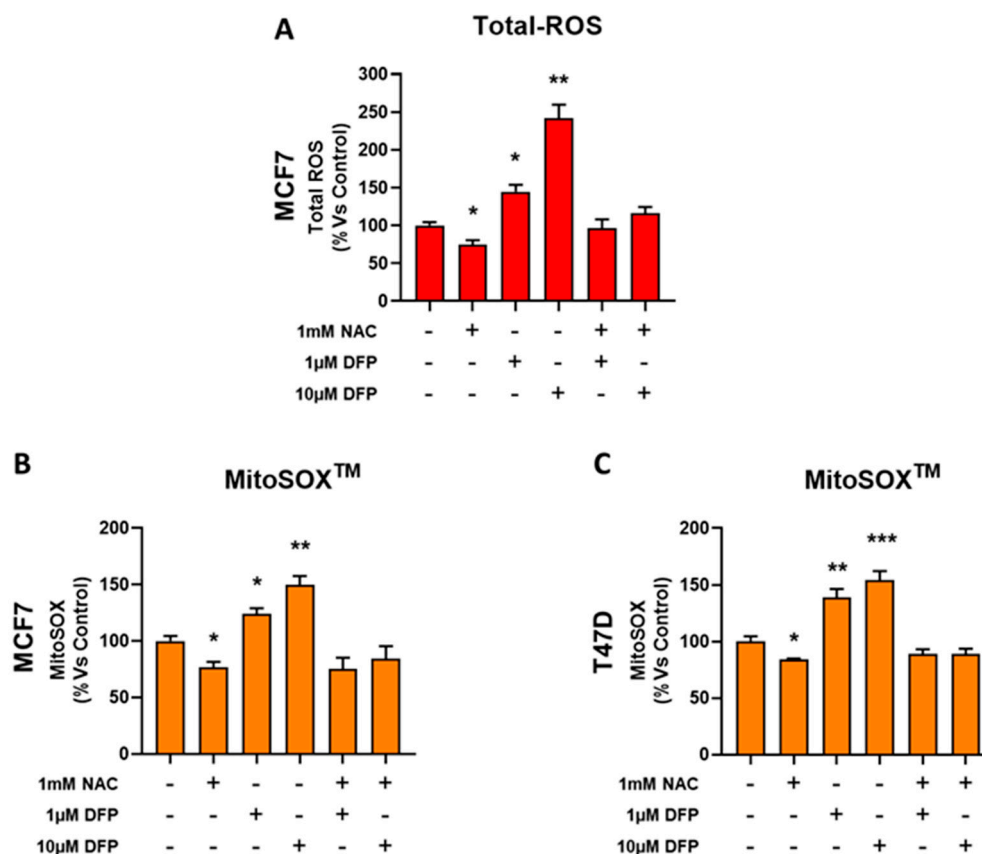 A
Total-ROS
MCF7
Total ROS
(% Vs Control)
300
250
200
150
100
50
0
*
*
**
1mM NAC - + - - + +
1µM DFP - - + - + -
10µM DFP - - - + - +
B
MitoSOX™
MCF7
MitoSOX
(% Vs Control)
200
150
100
50
0
*
*
**
1mM NAC - + - - + +
1µM DFP - - + - + -
10µM DFP - - - + - +
C
MitoSOX™
T47D
MitoSOX
(% Vs Control)
200
150
100
50
0
*
**
***
1mM NAC - + - - + +
1µM DFP - - + - + -
10µM DFP - - - + - +